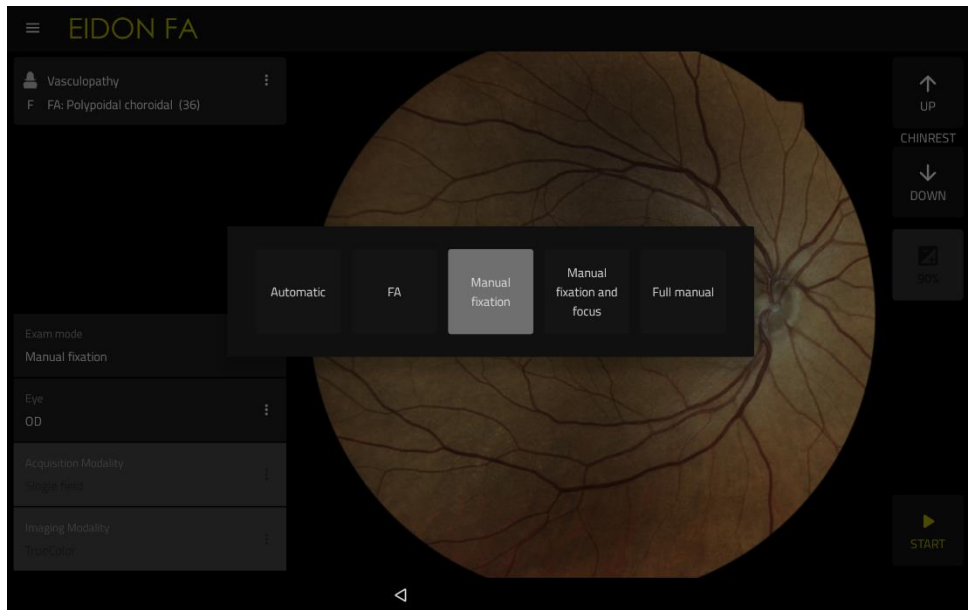 EIDON FA
Vasculopathy
F FA: Polypoidal choroidal (36)
UP
CHINREST
DOWN
90%
Automatic
FA
Manual
fixation
Manual
fixation and
focus
Full manual
Exam mode
Manual fixation
Eye
OD
Acquisition Modality
Single field
Imaging Modality
TrueColor
START